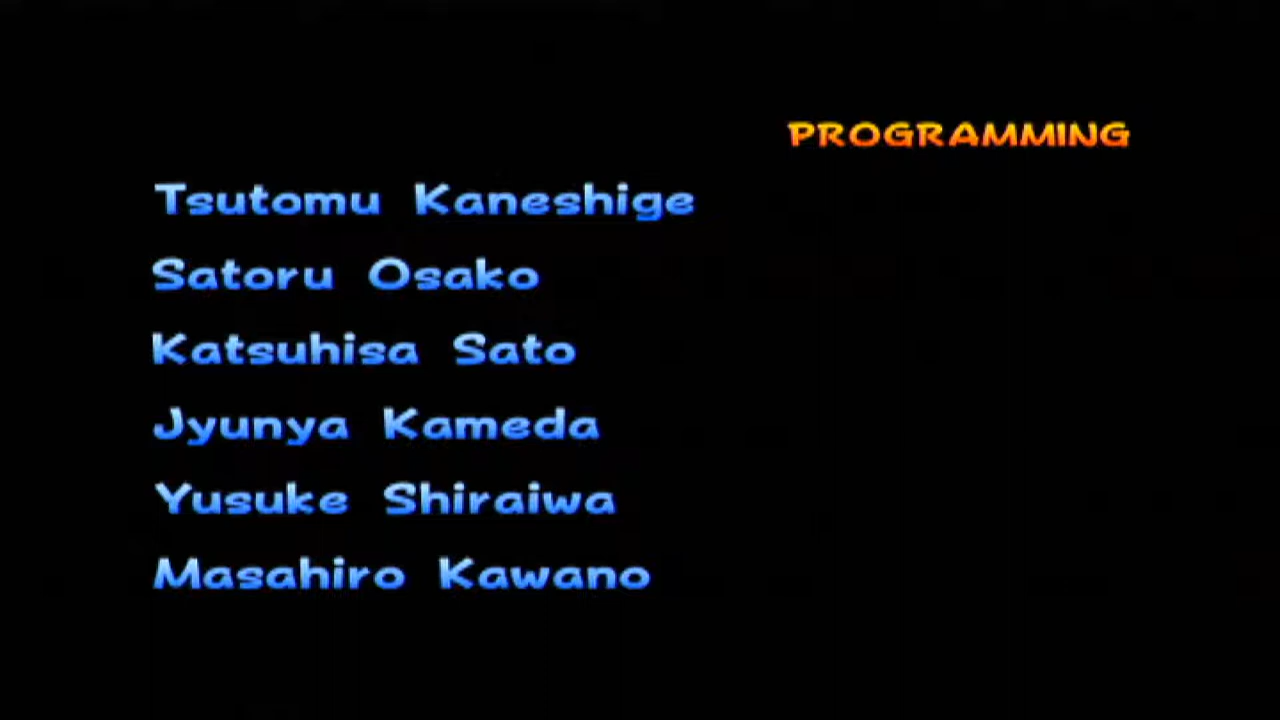 PROGRAMMING
Tsutomu Kaneshige
Satoru Osako
Katsuhisa Sato
Jyunya Kameda
Yusuke Shiraiwa
Masahiro Kawano